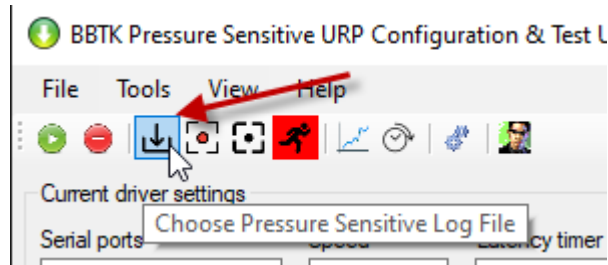 BBTK Pressure Sensitive URP Configuration & Test
File Tools View Help
Current driver settings
Choose Pressure Sensitive Log File
Serial ports timer